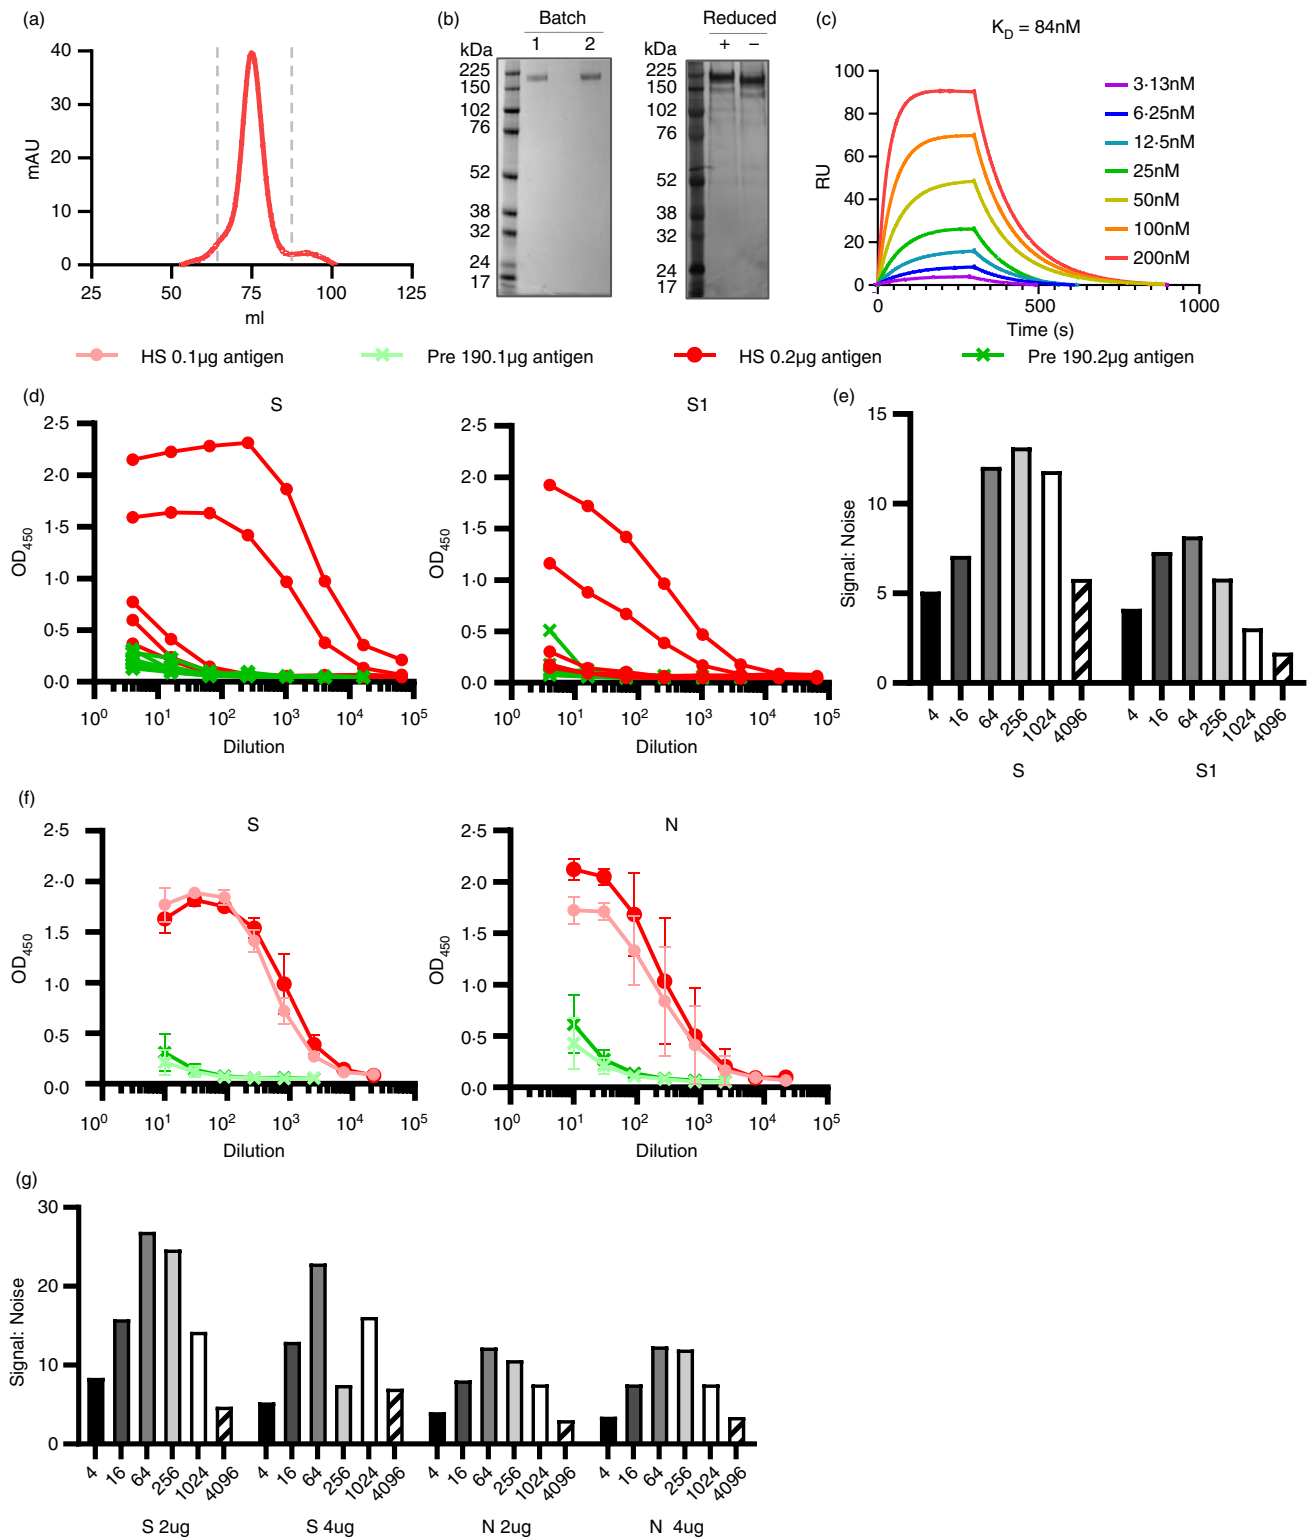 (a)
40
30
20
10
0
mAU
25
50
75
100
125
ml
(b)
Batch
kDa
1
2
225
150
102
76
52
38
32
24
17
Reduced
kDa
+
−
225
150
102
76
52
38
32
24
17
(c)
K_D = 84nM
100
80
60
40
20
0
RU
0
500
1000
Time (s)
3·13nM
6·25nM
12·5nM
25nM
50nM
100nM
200nM
HS 0.1µg antigen
Pre 190.1µg antigen
HS 0.2µg antigen
Pre 190.2µg antigen
(d)
S
2·5
2·0
1·5
1·0
0·5
0·0
OD450
10^0
10^1
10^2
10^3
10^4
10^5
Dilution
S1
2·5
2·0
1·5
1·0
0·5
0·0
OD450
10^0
10^1
10^2
10^3
10^4
10^5
Dilution
(e)
15
10
5
0
Signal: Noise
4
16
64
256
1024
4096
4
16
64
256
1024
4096
S
S1
(f)
S
2·5
2··0
1·5
1·0
0·5
0·0
OD450
10^0
10^1
10^2
10^3
10^4
10^5
Dilution
N
2·5
2·0
1·5
1·0
0·5
0·0
OD450
10^0
10^1
10^2
10^3
10^4
10^5
Dilution
(g)
30
20
10
0
Signal: Noise
4
16
64
256
1024
4096
4
16
64
256
1024
4096
4
16
64
256
1024
4096
4
16
64
256
1024
4096
S 2ug
S 4ug
N 2ug
N 4ug